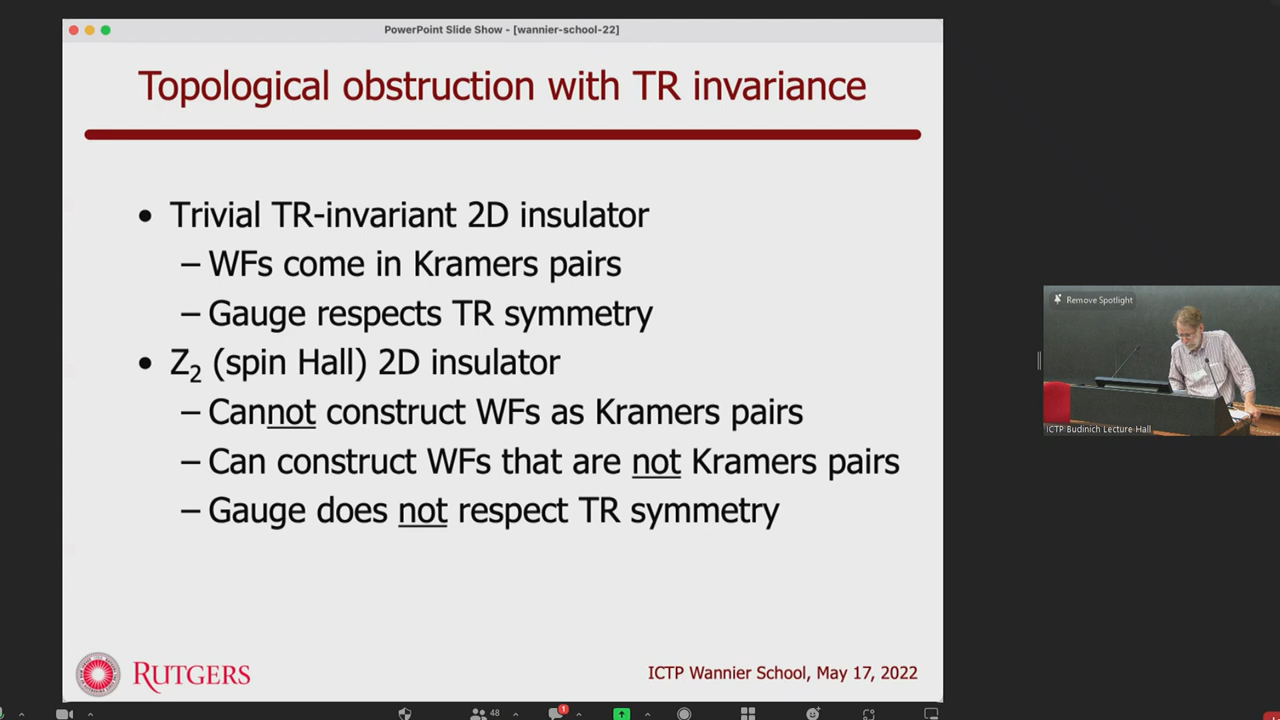 PowerPoint Slide Show - [wannier-school-22]
Topological obstruction with TR invariance
• Trivial TR-invariant 2D insulator
– WFs come in Kramers pairs
– Gauge respects TR symmetry
• Z2 (spin Hall) 2D insulator
– Cannot construct WFs as Kramers pairs
– Can construct WFs that are not Kramers pairs
– Gauge does not respect TR symmetry
RUTGERS
ICTP Wannier School, May 17, 2022
Remove Spotlight
ICTP Budinich Lecture Hall
48
1